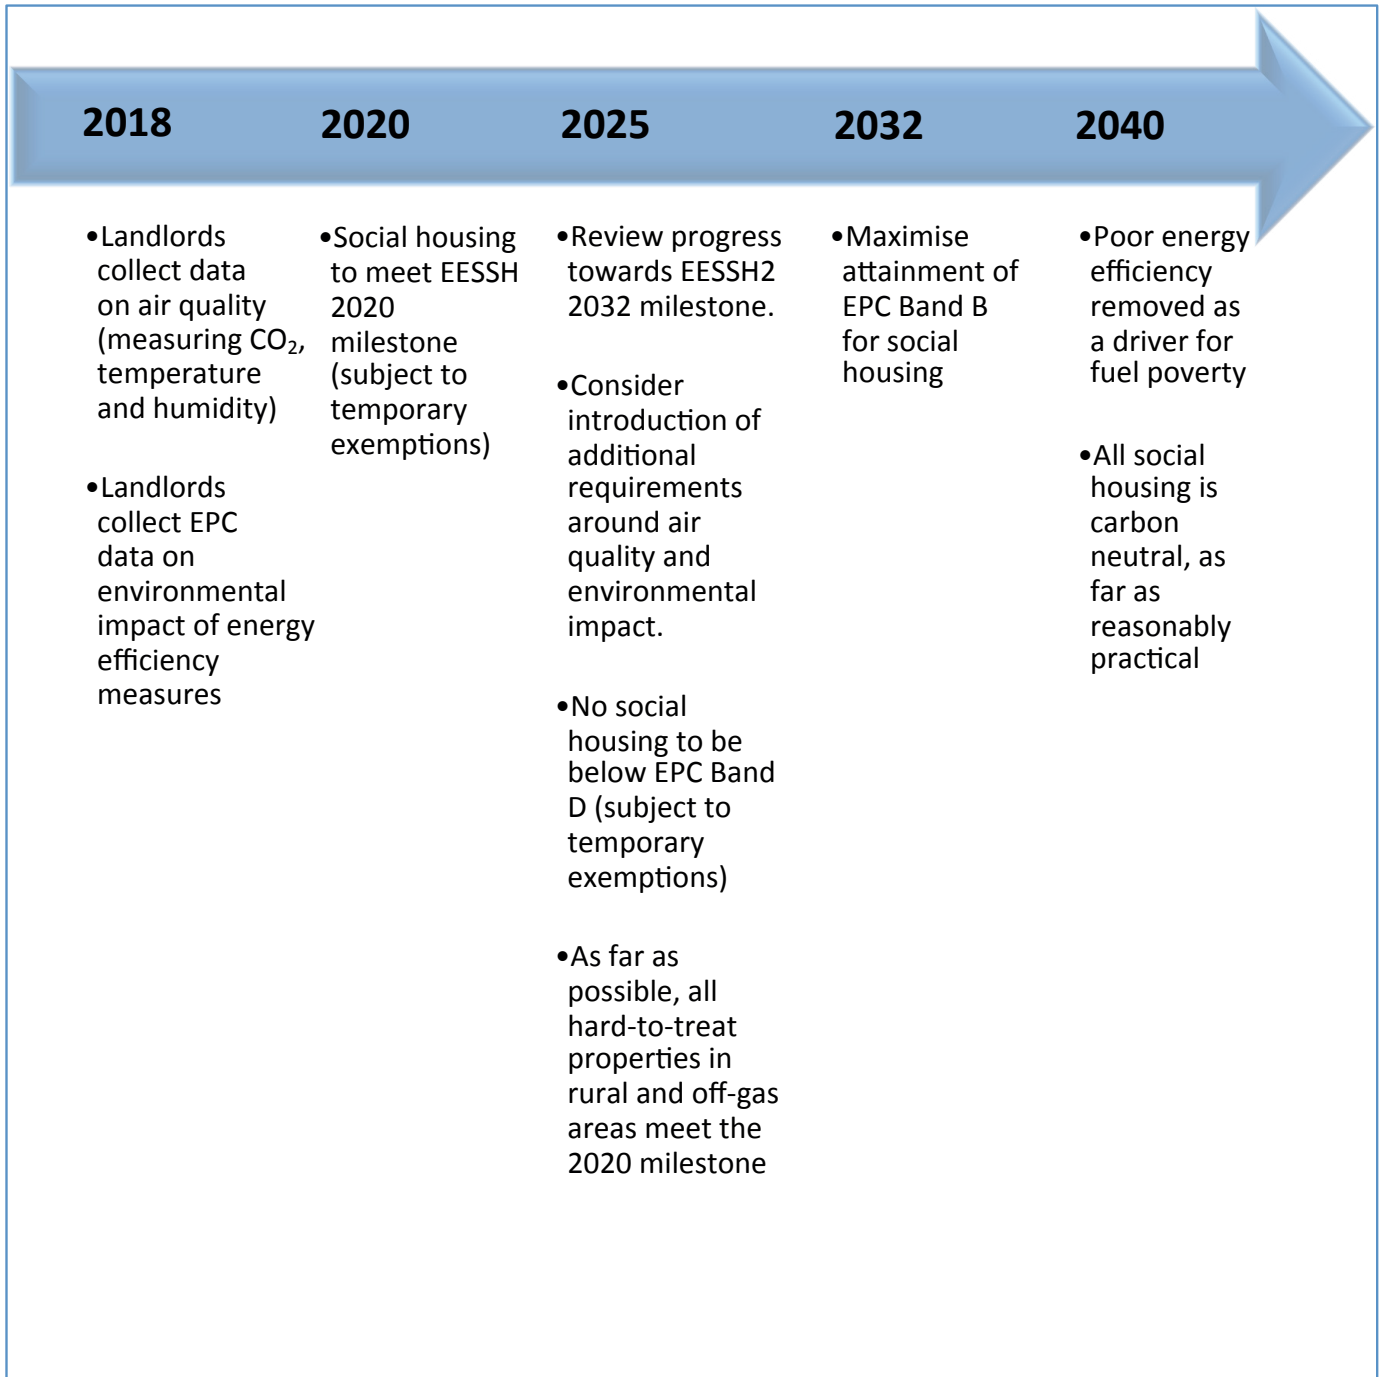 2018
2020
2025
2032
2040
•Landlords
collect data
on air quality
(measuring CO₂,
temperature
and humidity)
•Landlords
collect EPC
data on
environmental
impact of energy
efficiency
measures
•Social housing
to meet EESSH
2020
milestone
(subject to
temporary
exemptions)
•Review progress
towards EESSH2
2032 milestone.
•Consider
introduction of
additional
requirements
around air
quality and
environmental
impact.
•No social
housing to be
below EPC Band
D (subject to
temporary
exemptions)
•As far as
possible, all
hard-to-treat
properties in
rural and off-gas
areas meet the
2020 milestone
•Maximise
attainment of
EPC Band B
for social
housing
•Poor energy
efficiency
removed as
a driver for
fuel poverty
•All social
housing is
carbon
neutral, as
far as
reasonably
practical